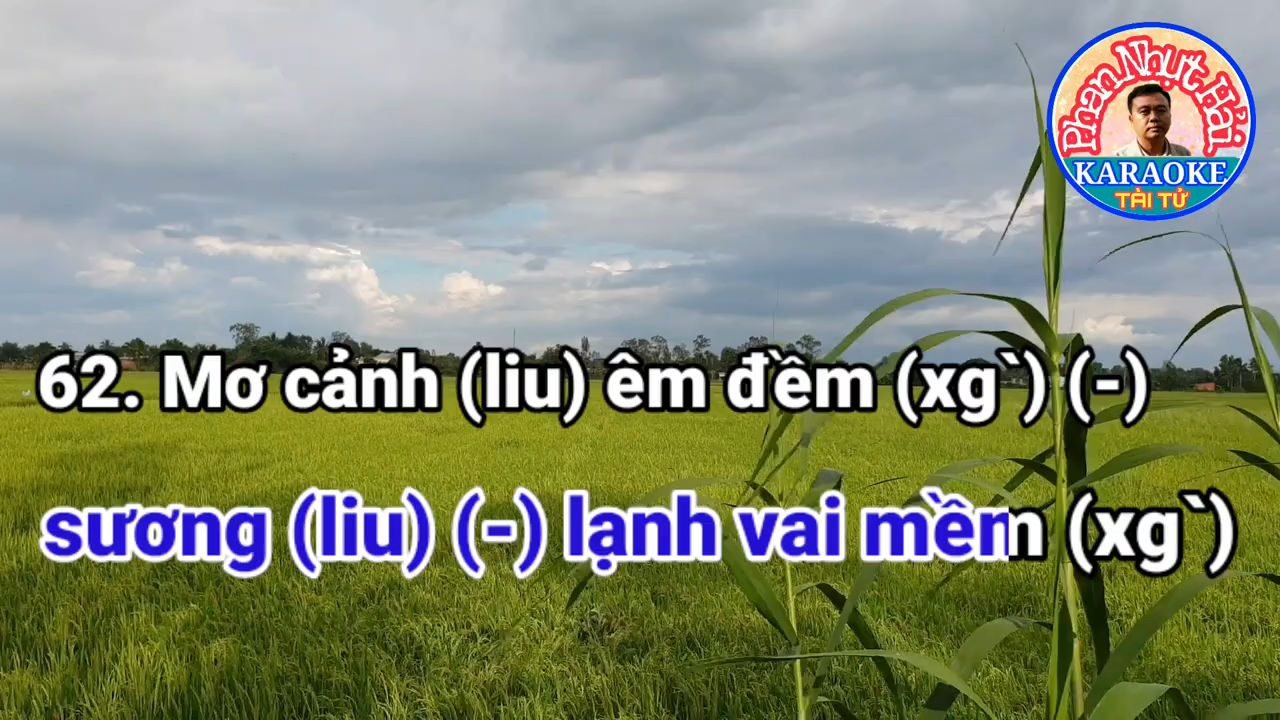 Phan Nhựt Hải
KARAOKE
TÀI TỬ
62. Mơ cảnh (liu) êm đềm (xg`) (-)
sương (liu) (-) lạnh vai mềm (xg`)